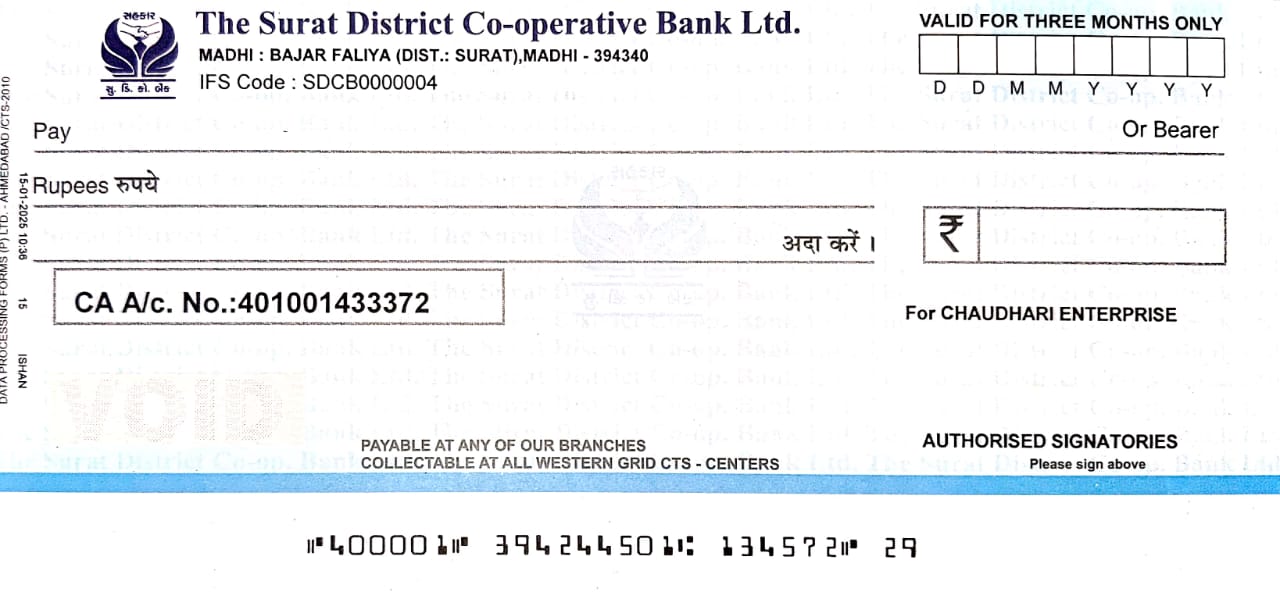 સહકાર
સુ. ડિ. કો. બેંક
The Surat District Co-operative Bank Ltd.
MADHI : BAJAR FALIYA (DIST.: SURAT),MADHI - 394340
IFS Code : SDCB0000004
VALID FOR THREE MONTHS ONLY
D D M M Y Y Y Y
Pay
Or Bearer
Rupees रुपये
अदा करें ।
₹
CA A/c. No.:401001433372
For CHAUDHARI ENTERPRISE
VOID
PAYABLE AT ANY OF OUR BRANCHES
COLLECTABLE AT ALL WESTERN GRID CTS - CENTERS
AUTHORISED SIGNATORIES
Please sign above
DATA PROCESSING FORMS (P) LTD. - AHMEDABAD /CTS-2010
15-01-2025 10:36 15 ISHAN
⑈400001⑈ 394244501⑆ 134572⑈ 29